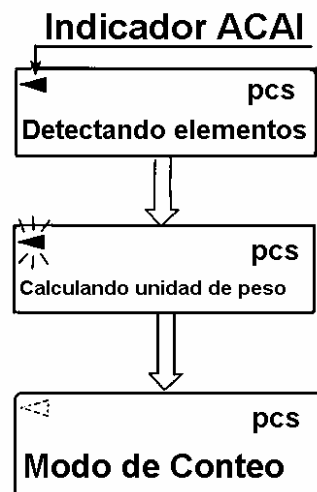 Indicador ACAI
pcs
Detectando elementos
pcs
Calculando unidad de peso
pcs
Modo de Conteo